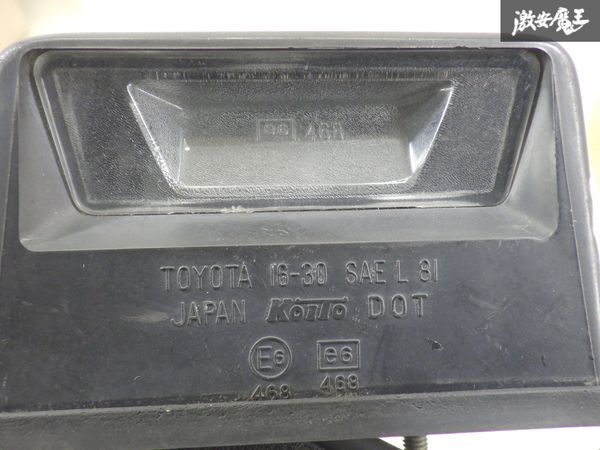 激安魔王
e6 468
TOYOTA 16-30 SAE L 81
JAPAN KOITO DOT
E6 e6
468 468